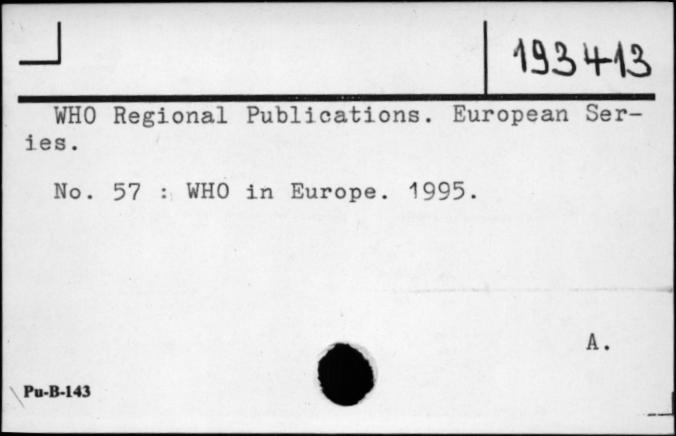 193413
WHO Regional Publications. European Ser-
ies.
No. 57 : WHO in Europe. 1995.
A.
Pu-B-143